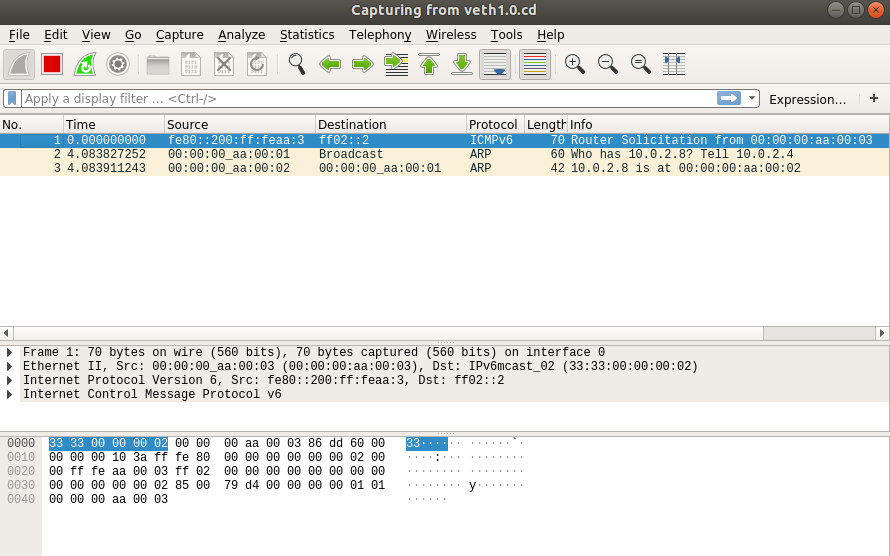 Capturing from veth1.0.cd
File Edit View Go Capture Analyze Statistics Telephony Wireless Tools Help
Apply a display filter ... <Ctrl-/> Expression... +
No. Time Source Destination Protocol Length Info
1 0.000000000 fe80::200:ff:feaa:3 ff02::2 ICMPv6 70 Router Solicitation from 00:00:00:aa:00:03
2 4.083827252 00:00:00_aa:00:01 Broadcast ARP 60 Who has 10.0.2.8? Tell 10.0.2.4
3 4.083911243 00:00:00_aa:00:02 00:00:00_aa:00:01 ARP 42 10.0.2.8 is at 00:00:00:aa:00:02
Frame 1: 70 bytes on wire (560 bits), 70 bytes captured (560 bits) on interface 0
Ethernet II, Src: 00:00:00_aa:00:03 (00:00:00:aa:00:03), Dst: IPv6mcast_02 (33:33:00:00:00:02)
Internet Protocol Version 6, Src: fe80::200:ff:feaa:3, Dst: ff02::2
Internet Control Message Protocol v6
0000 33 33 00 00 00 02 00 00 00 aa 00 03 86 dd 60 00 33······ ······`·
0010 00 00 00 10 3a ff fe 80 00 00 00 00 00 00 02 00 ····:··· ········
0020 00 ff fe aa 00 03 ff 02 00 00 00 00 00 00 00 00 ········ ········
0030 00 00 00 00 00 02 85 00 79 d4 00 00 00 00 01 01 ········ y·······
0040 00 00 00 aa 00 03 ······